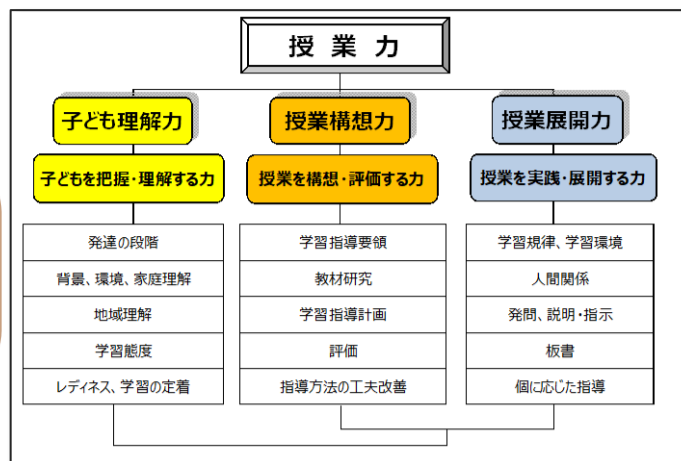 授業力
子ども理解力
子どもを把握・理解する力
発達の段階
背景、環境、家庭理解
地域理解
学習態度
レディネス、学習の定着
授業構想力
授業を構想・評価する力
学習指導要領
教材研究
学習指導計画
評価
指導方法の工夫改善
授業展開力
授業を実践・展開する力
学習規律、学習環境
人間関係
発問、説明・指示
板書
個に応じた指導